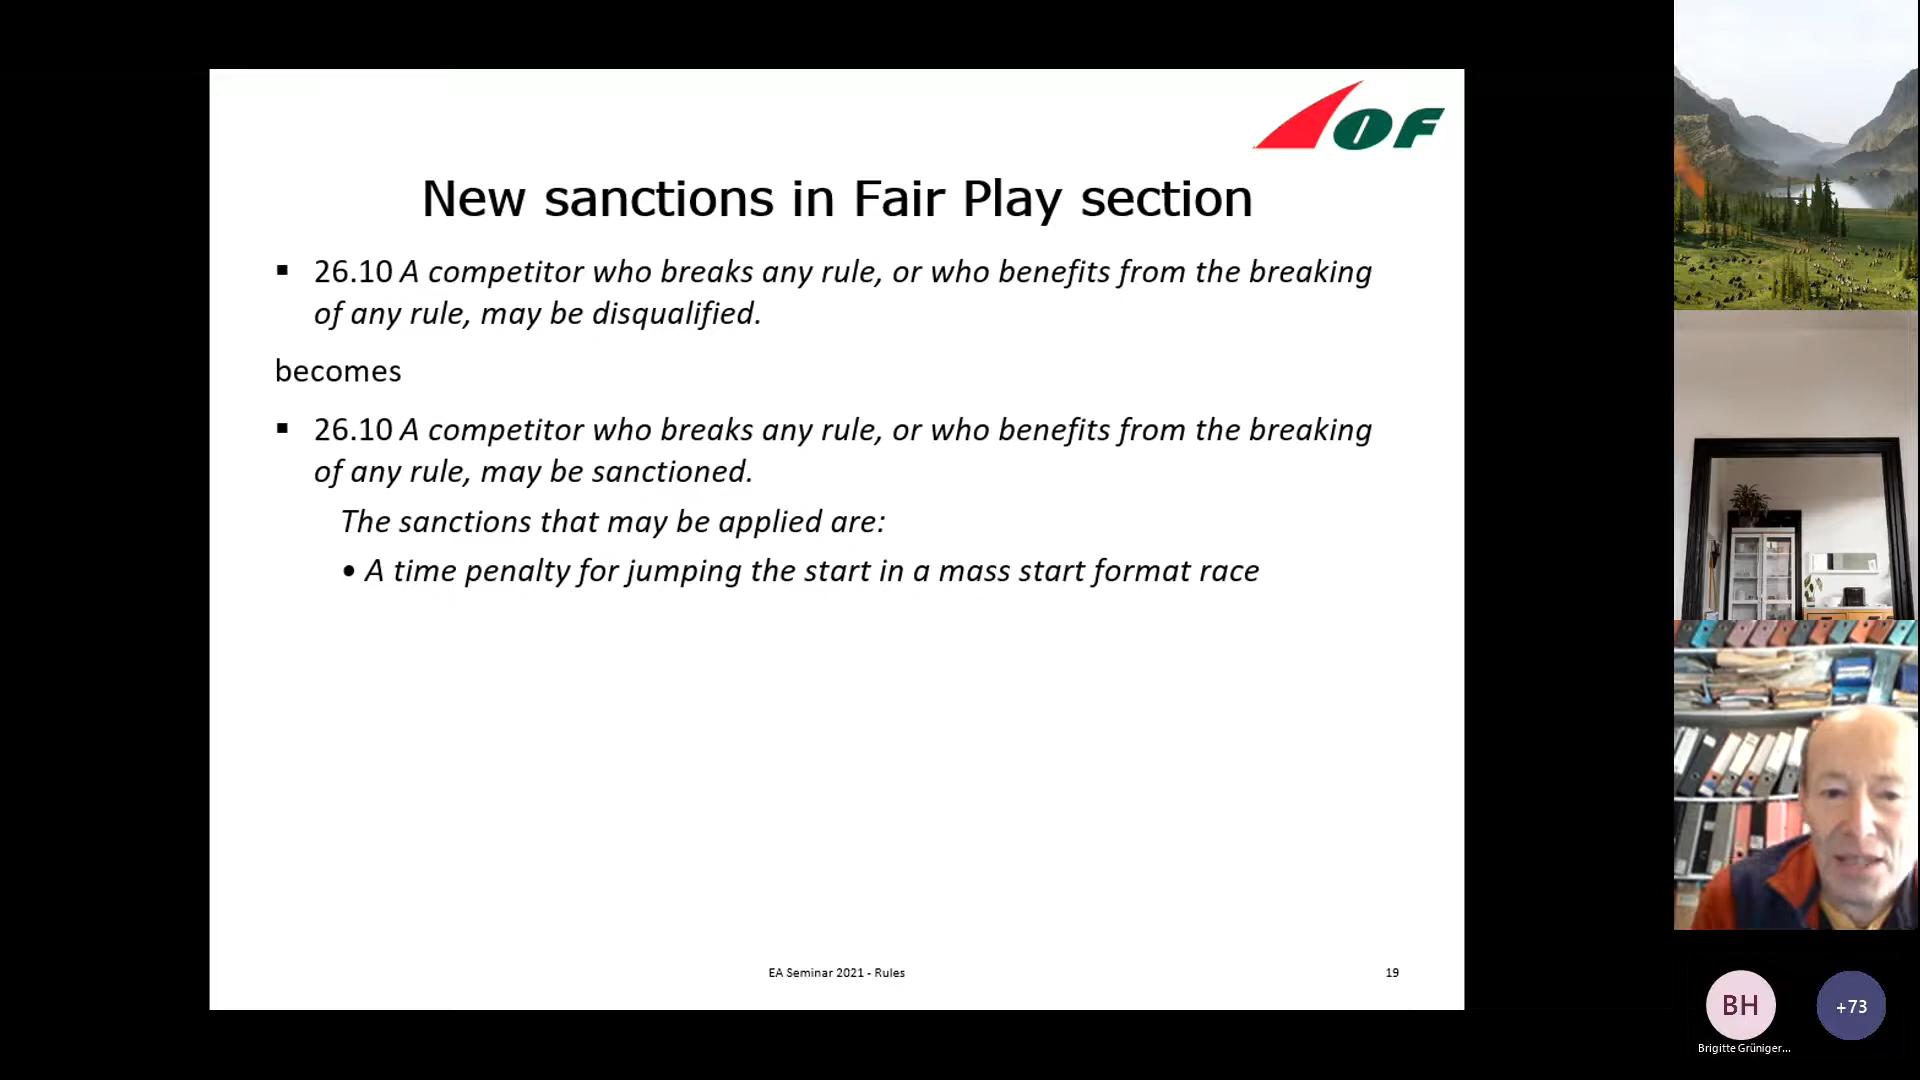 IOF
New sanctions in Fair Play section
▪ 26.10 A competitor who breaks any rule, or who benefits from the breaking
of any rule, may be disqualified.
becomes
▪ 26.10 A competitor who breaks any rule, or who benefits from the breaking
of any rule, may be sanctioned.
The sanctions that may be applied are:
• A time penalty for jumping the start in a mass start format race
EA Seminar 2021 - Rules
19
BH
+73
Brigitte Grüniger...